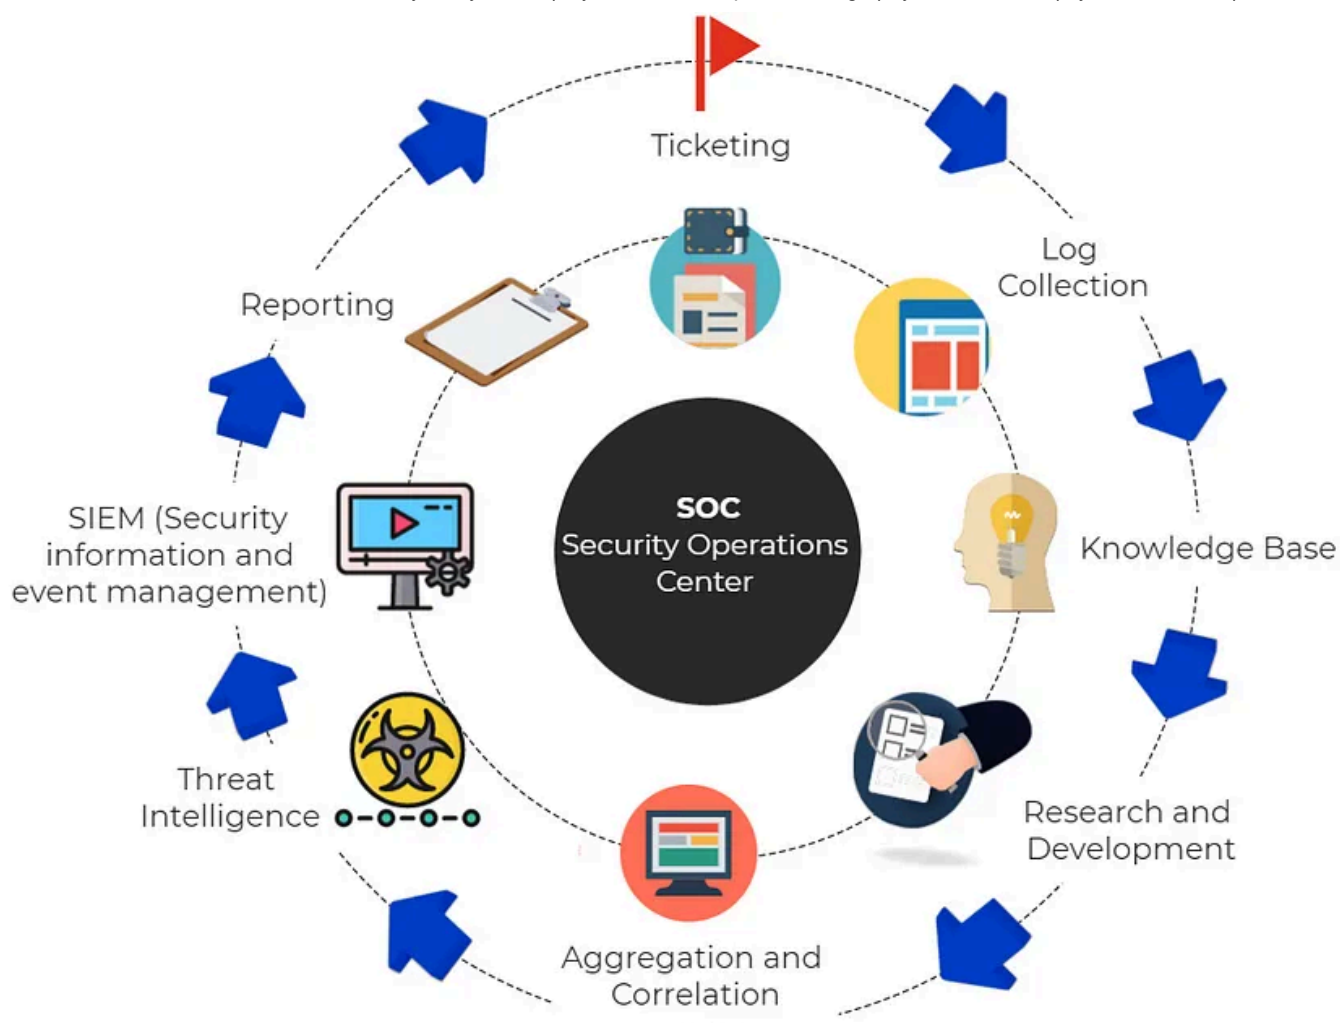 Ticketing
Log
Collection
Reporting
SOC
Security Operations
Center
SIEM (Security
information and
event management)
Knowledge Base
Threat
Intelligence
Research and
Development
Aggregation and
Correlation